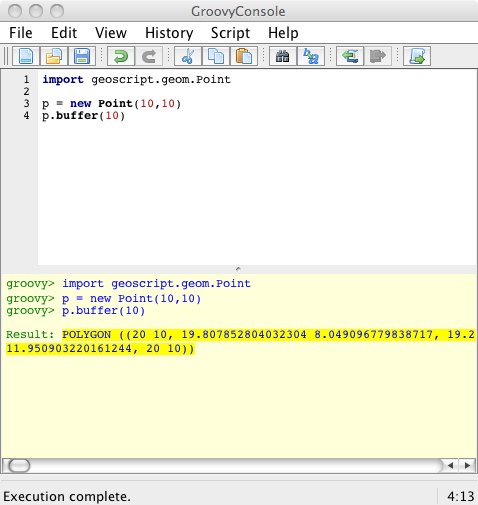 GroovyConsole
File Edit View History Script Help
1 import geoscript.geom.Point
2
3 p = new Point(10,10)
4 p.buffer(10)
groovy> import geoscript.geom.Point
groovy> p = new Point(10,10)
groovy> p.buffer(10)
Result: POLYGON ((20 10, 19.807852804032304 8.049096779838717, 19.2
11.950903220161244, 20 10))
Execution complete. 4:13